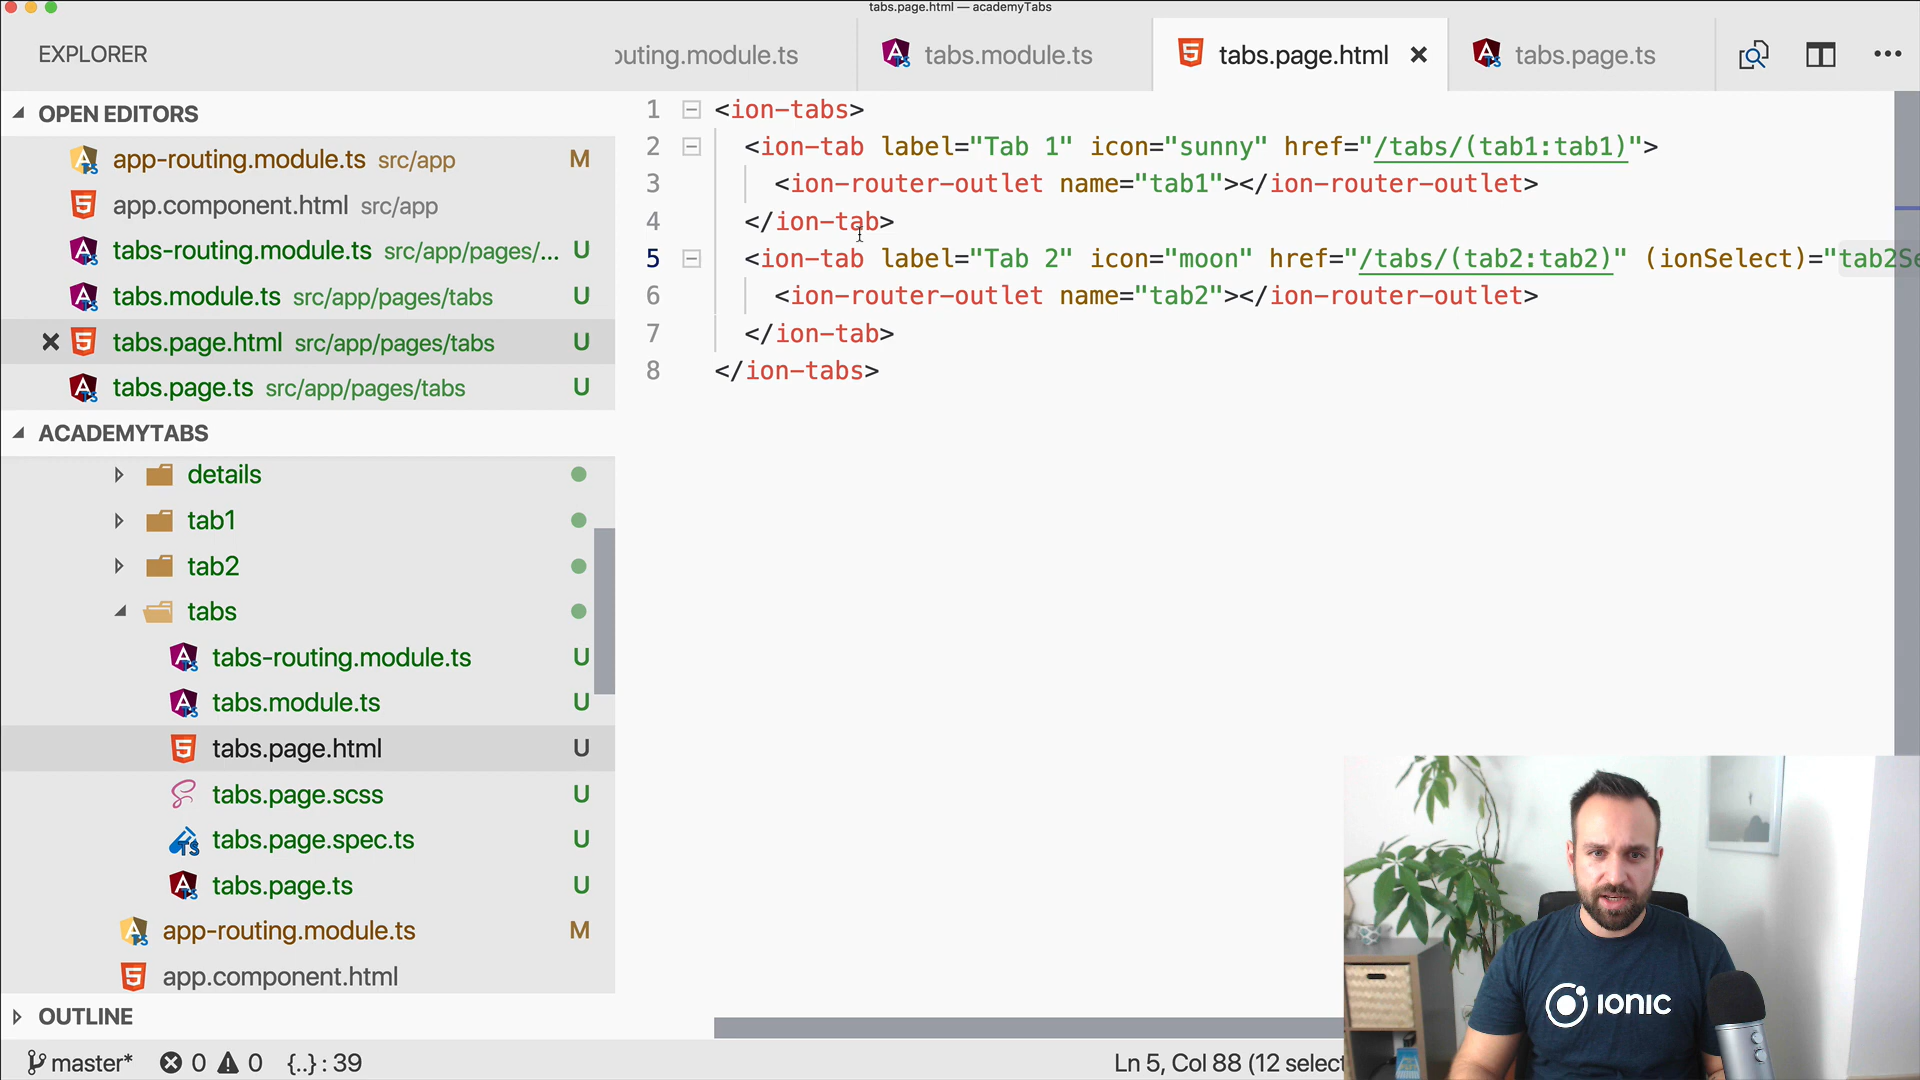 tabs.page.html — academyTabs
EXPLORER
outing.module.ts
tabs.module.ts
tabs.page.html
tabs.page.ts
OPEN EDITORS
app-routing.module.ts src/app M
app.component.html src/app
tabs-routing.module.ts src/app/pages/... U
tabs.module.ts src/app/pages/tabs U
tabs.page.html src/app/pages/tabs U
tabs.page.ts src/app/pages/tabs U
ACADEMYTABS
details
tab1
tab2
tabs
tabs-routing.module.ts U
tabs.module.ts U
tabs.page.html U
tabs.page.scss U
tabs.page.spec.ts U
tabs.page.ts U
app-routing.module.ts M
app.component.html
OUTLINE
1 <ion-tabs>
2 <ion-tab label="Tab 1" icon="sunny" href="/tabs/(tab1:tab1)">
3 <ion-router-outlet name="tab1"></ion-router-outlet>
4 </ion-tab>
5 <ion-tab label="Tab 2" icon="moon" href="/tabs/(tab2:tab2)" (ionSelect)="tab2Se
6 <ion-router-outlet name="tab2"></ion-router-outlet>
7 </ion-tab>
8 </ion-tabs>
IONIC
master* 0 0 {..} : 39
Ln 5, Col 88 (12 select